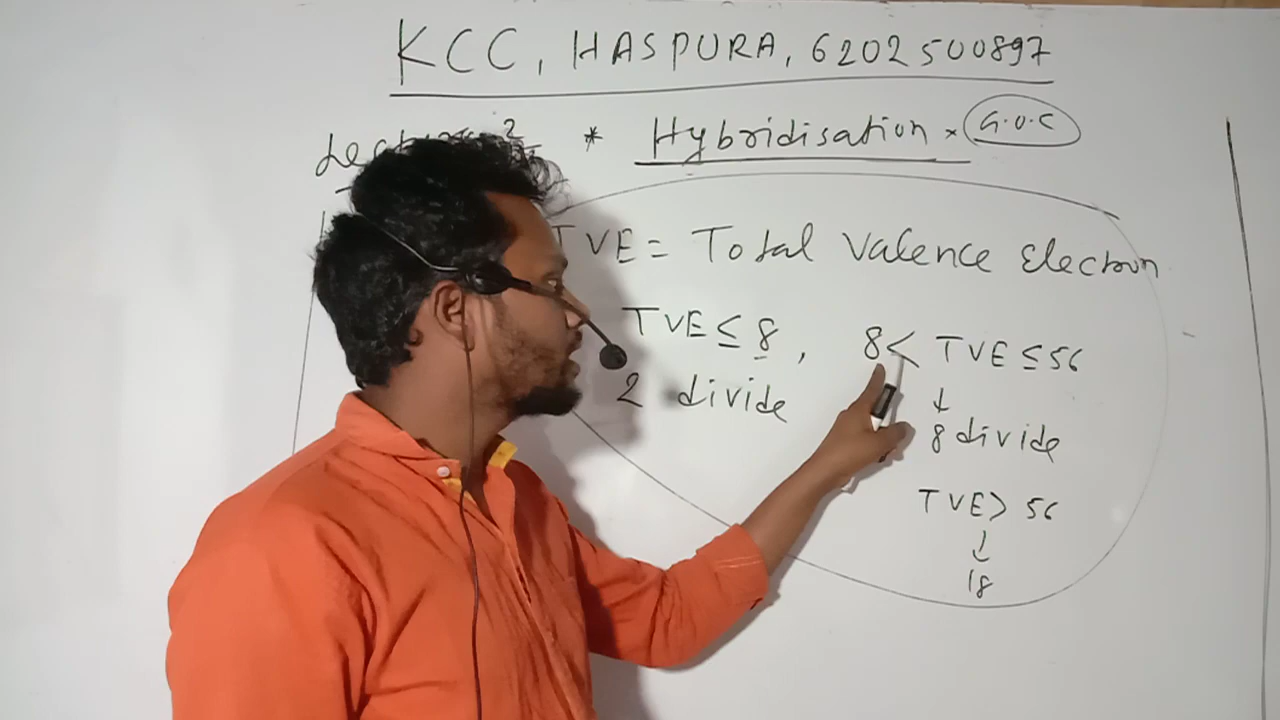 KCC, HASPURA, 6202500897
* Hybridisation × G.O.C
TVE = Total Valence Electron
TVE ≤ 8, 8 < TVE ≤ 56
2 divide
↓
8 divide
TVE > 56
↓
18